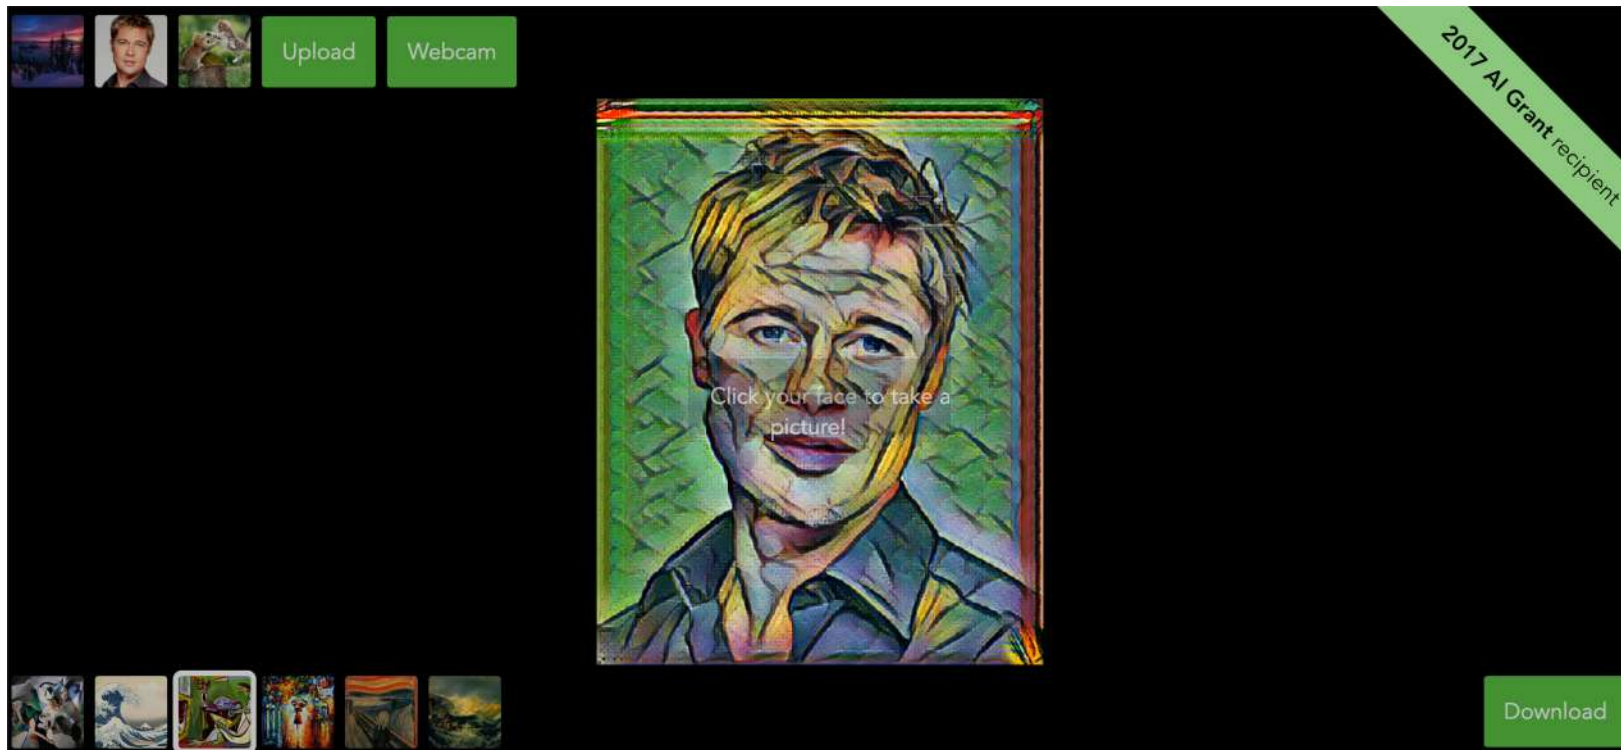 Upload
Webcam
2017 AI Grant recipient
Click your face to take a
picture!
Download